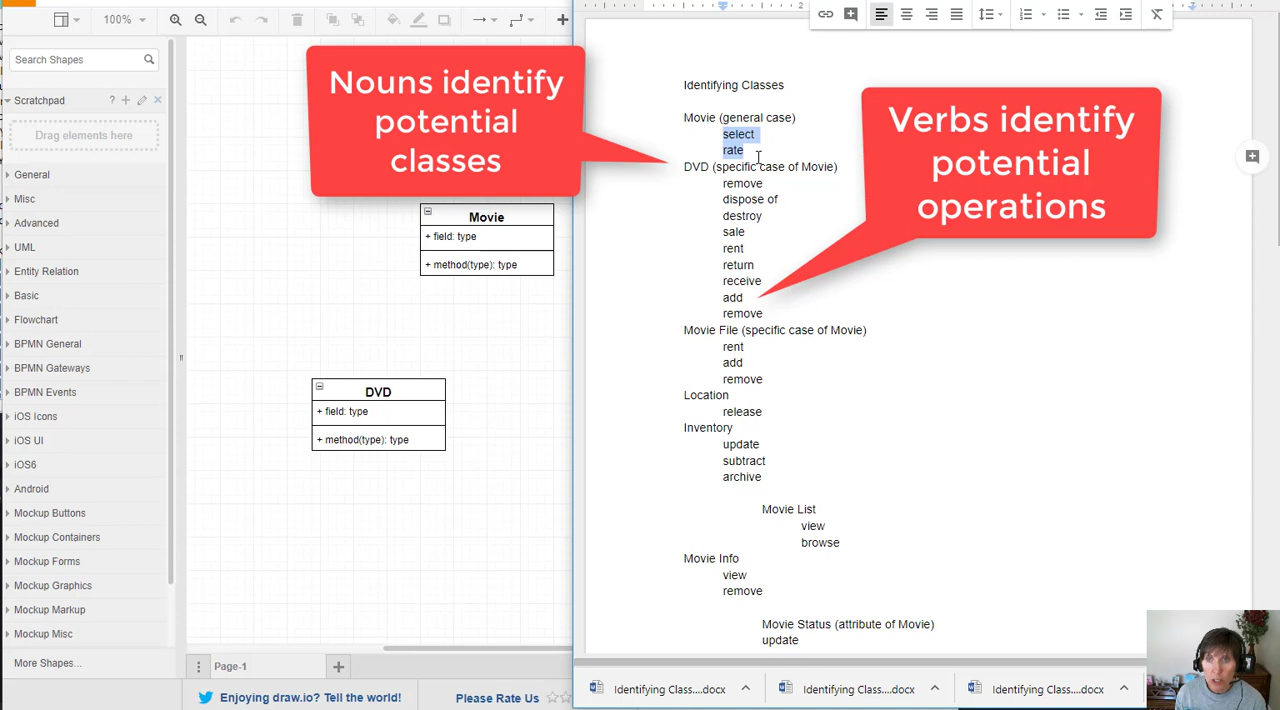 100%
Search Shapes
Scratchpad
?
Drag elements here
General
Misc
Advanced
UML
Entity Relation
Basic
Flowchart
BPMN General
BPMN Gateways
BPMN Events
iOS Icons
iOS UI
iOS6
Android
Mockup Buttons
Mockup Containers
Mockup Forms
Mockup Graphics
Mockup Markup
Mockup Misc
More Shapes...
Nouns identify
potential
classes
Movie
+ field: type
+ method(type): type
DVD
+ field: type
+ method(type): type
Page-1
Enjoying draw.io? Tell the world!
Please Rate Us
2
7
Identifying Classes
Movie (general case)
select
rate
DVD (specific case of Movie)
remove
dispose of
destroy
sale
rent
return
receive
add
remove
Movie File (specific case of Movie)
rent
add
remove
Location
release
Inventory
update
subtract
archive
Movie List
view
browse
Movie Info
view
remove
Movie Status (attribute of Movie)
update
Verbs identify
potential
operations
Identifying Class....docx
Identifying Class....docx
Identifying Class....docx